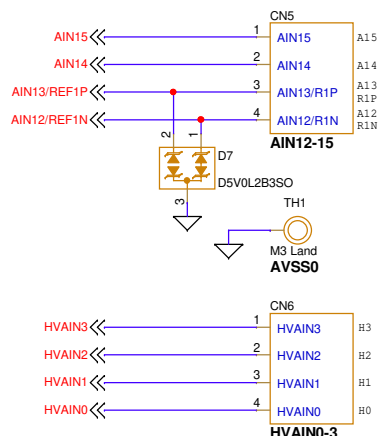 CN5
AIN15 1 AIN15 A15
AIN14 2 AIN14 A14
AIN13/REF1P 3 AIN13/R1P A13
R1P
AIN12/REF1N 4 AIN12/R1N A12
R1N
AIN12-15
2 1
D7
D5V0L2B3SO
3
TH1
M3 Land
AVSS0
CN6
HVAIN3 1 HVAIN3 H3
HVAIN2 2 HVAIN2 H2
HVAIN1 3 HVAIN1 H1
HVAIN0 4 HVAIN0 H0
HVAIN0-3